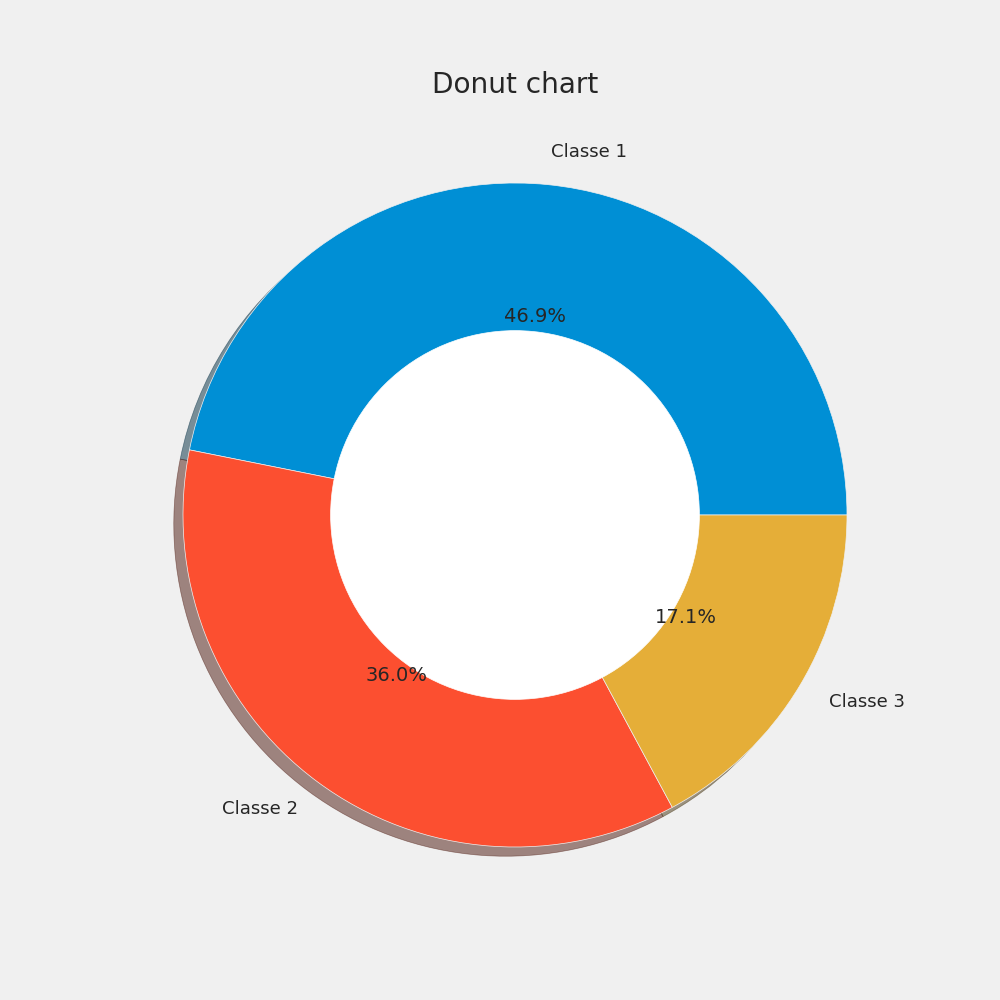 Donut chart
Classe 1
46.9%
17.1%
36.0%
Classe 3
Classe 2